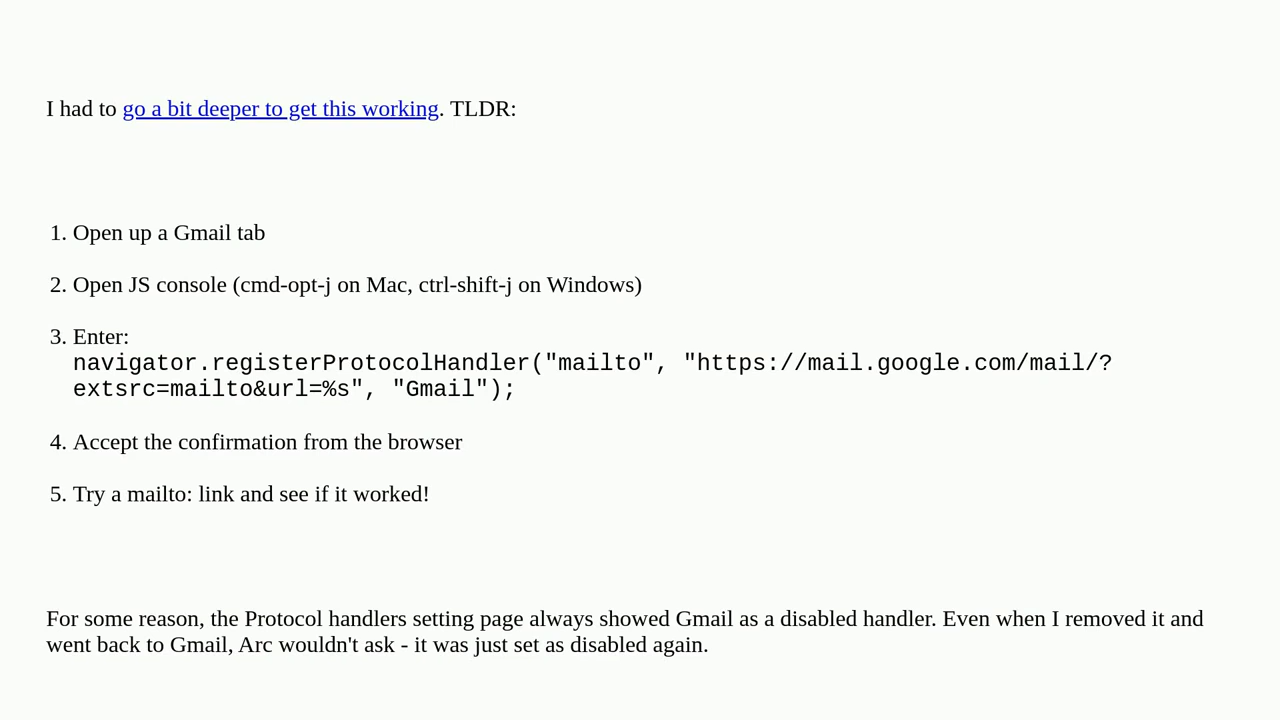 I had to go a bit deeper to get this working. TLDR:
1. Open up a Gmail tab
2. Open JS console (cmd-opt-j on Mac, ctrl-shift-j on Windows)
3. Enter:
navigator.registerProtocolHandler("mailto", "https://mail.google.com/mail/?
extsrc=mailto&url=%s", "Gmail");
4. Accept the confirmation from the browser
5. Try a mailto: link and see if it worked!
For some reason, the Protocol handlers setting page always showed Gmail as a disabled handler. Even when I removed it and
went back to Gmail, Arc wouldn't ask - it was just set as disabled again.